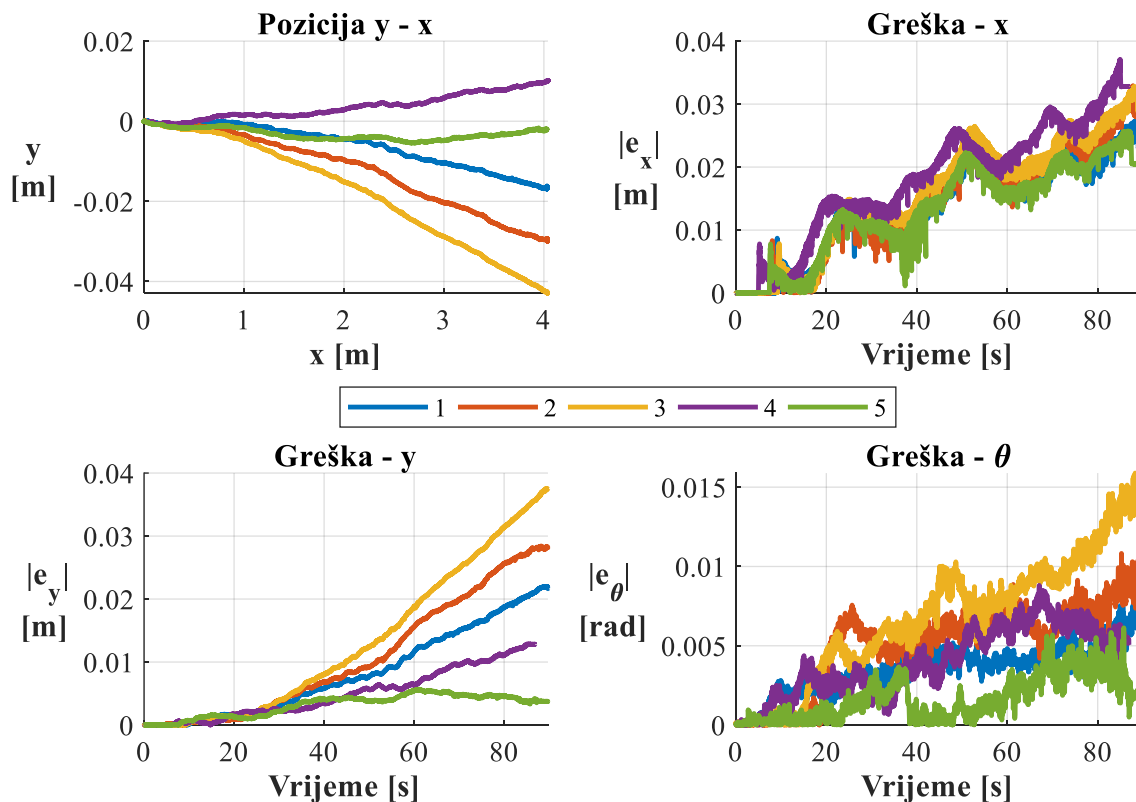 Pozicija y - x
0.02
0
-0.02
-0.04
y
[m]
0
1
2
3
4
x [m]
Greška - x
0.04
0.03
0.02
0.01
0
|e_x|
[m]
0
20
40
60
80
Vrijeme [s]
1
2
3
4
5
Greška - y
0.04
0.03
0.02
0.01
0
|e_y|
[m]
0
20
40
60
80
Vrijeme [s]
Greška - θ
0.015
0.01
0.005
0
|e_θ|
[rad]
0
20
40
60
80
Vrijeme [s]